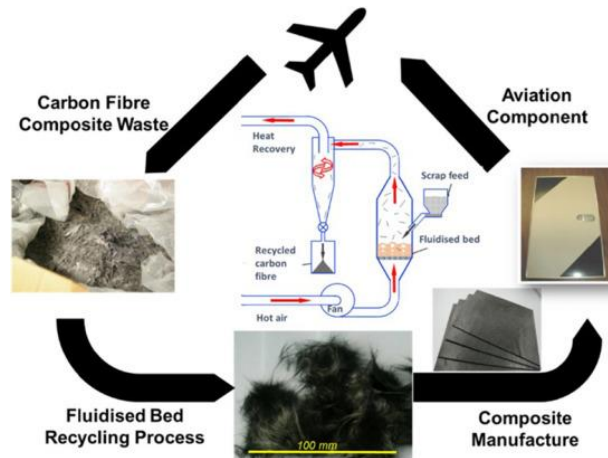 Carbon Fibre
Composite Waste
Aviation
Component
Heat
Recovery
Scrap feed
Fluidised bed
Recycled
carbon
fibre
Hot air
Fan
100 mm
Fluidised Bed
Recycling Process
Composite
Manufacture